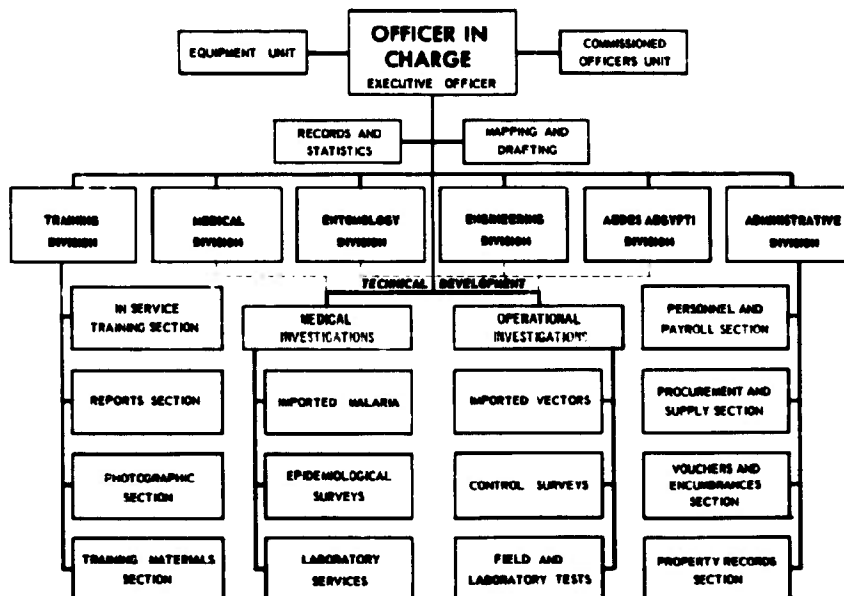 EQUIPMENT UNIT
OFFICER IN
CHARGE
EXECUTIVE OFFICER
COMMISSIONED
OFFICERS UNIT
RECORDS AND
STATISTICS
MAPPING AND
DRAFTING
TRAINING
DIVISION
MEDICAL
DIVISION
ENTOMOLOGY
DIVISION
ENGINEERING
DIVISION
AEDES AEGYPTI
DIVISION
ADMINISTRATIVE
DIVISION
TECHNICAL DEVELOPMENT
IN SERVICE
TRAINING SECTION
MEDICAL
INVESTIGATIONS
OPERATIONAL
INVESTIGATIONS
PERSONNEL AND
PAYROLL SECTION
REPORTS SECTION
IMPORTED MALARIA
IMPORTED VECTORS
PROCUREMENT AND
SUPPLY SECTION
PHOTOGRAPHIC
SECTION
EPIDEMIOLOGICAL
SURVEYS
CONTROL SURVEYS
VOUCHERS AND
ENCUMBRANCES
SECTION
TRAINING MATERIALS
SECTION
LABORATORY
SERVICES
FIELD AND
LABORATORY TESTS
PROPERTY RECORDS
SECTION